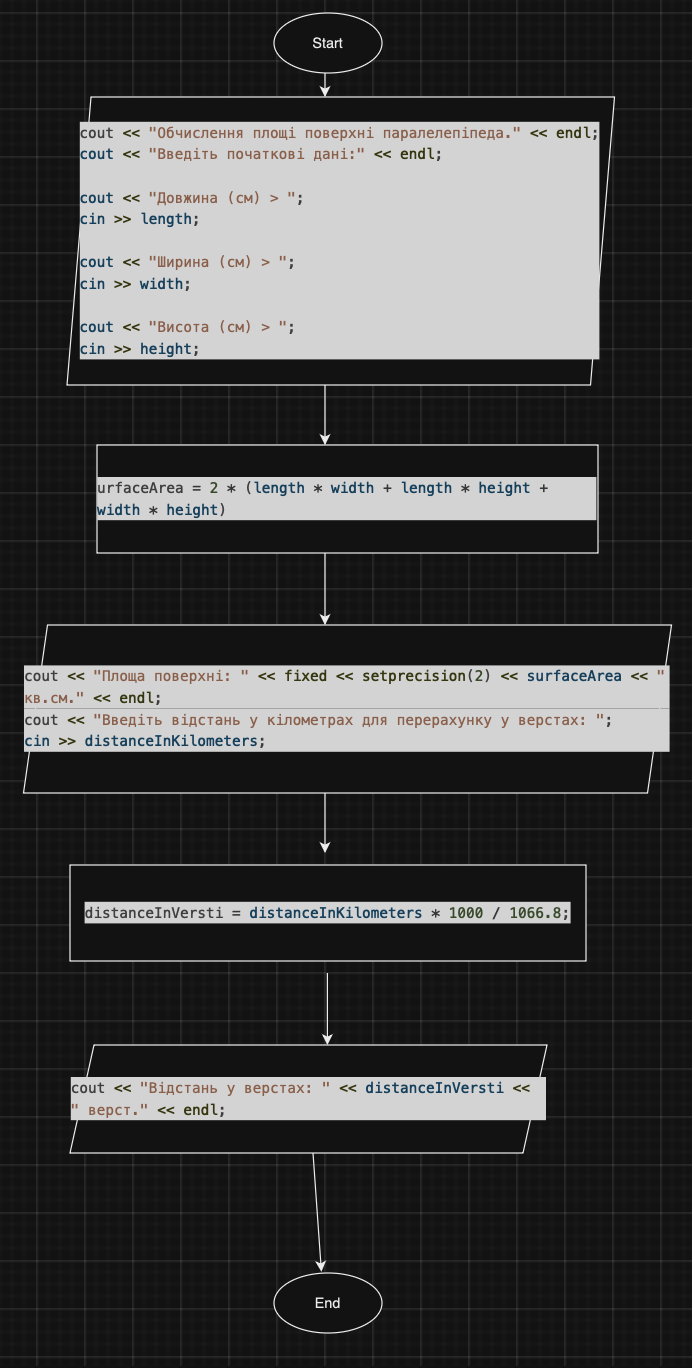 Start
cout << "Обчислення площі поверхні паралелепіпеда." << endl;
cout << "Введіть початкові дані:" << endl;
cout << "Довжина (см) > ";
cin >> length;
cout << "Ширина (см) > ";
cin >> width;
cout << "Висота (см) > ";
cin >> height;
urfaceArea = 2 * (length * width + length * height +
width * height)
cout << "Площа поверхні: " << fixed << setprecision(2) << surfaceArea << "
кв.см." << endl;
cout << "Введіть відстань у кілометрах для перерахунку у верстах: ";
cin >> distanceInKilometers;
distanceInVersti = distanceInKilometers * 1000 / 1066.8;
cout << "Відстань у верстах: " << distanceInVersti <<
" верст." << endl;
End